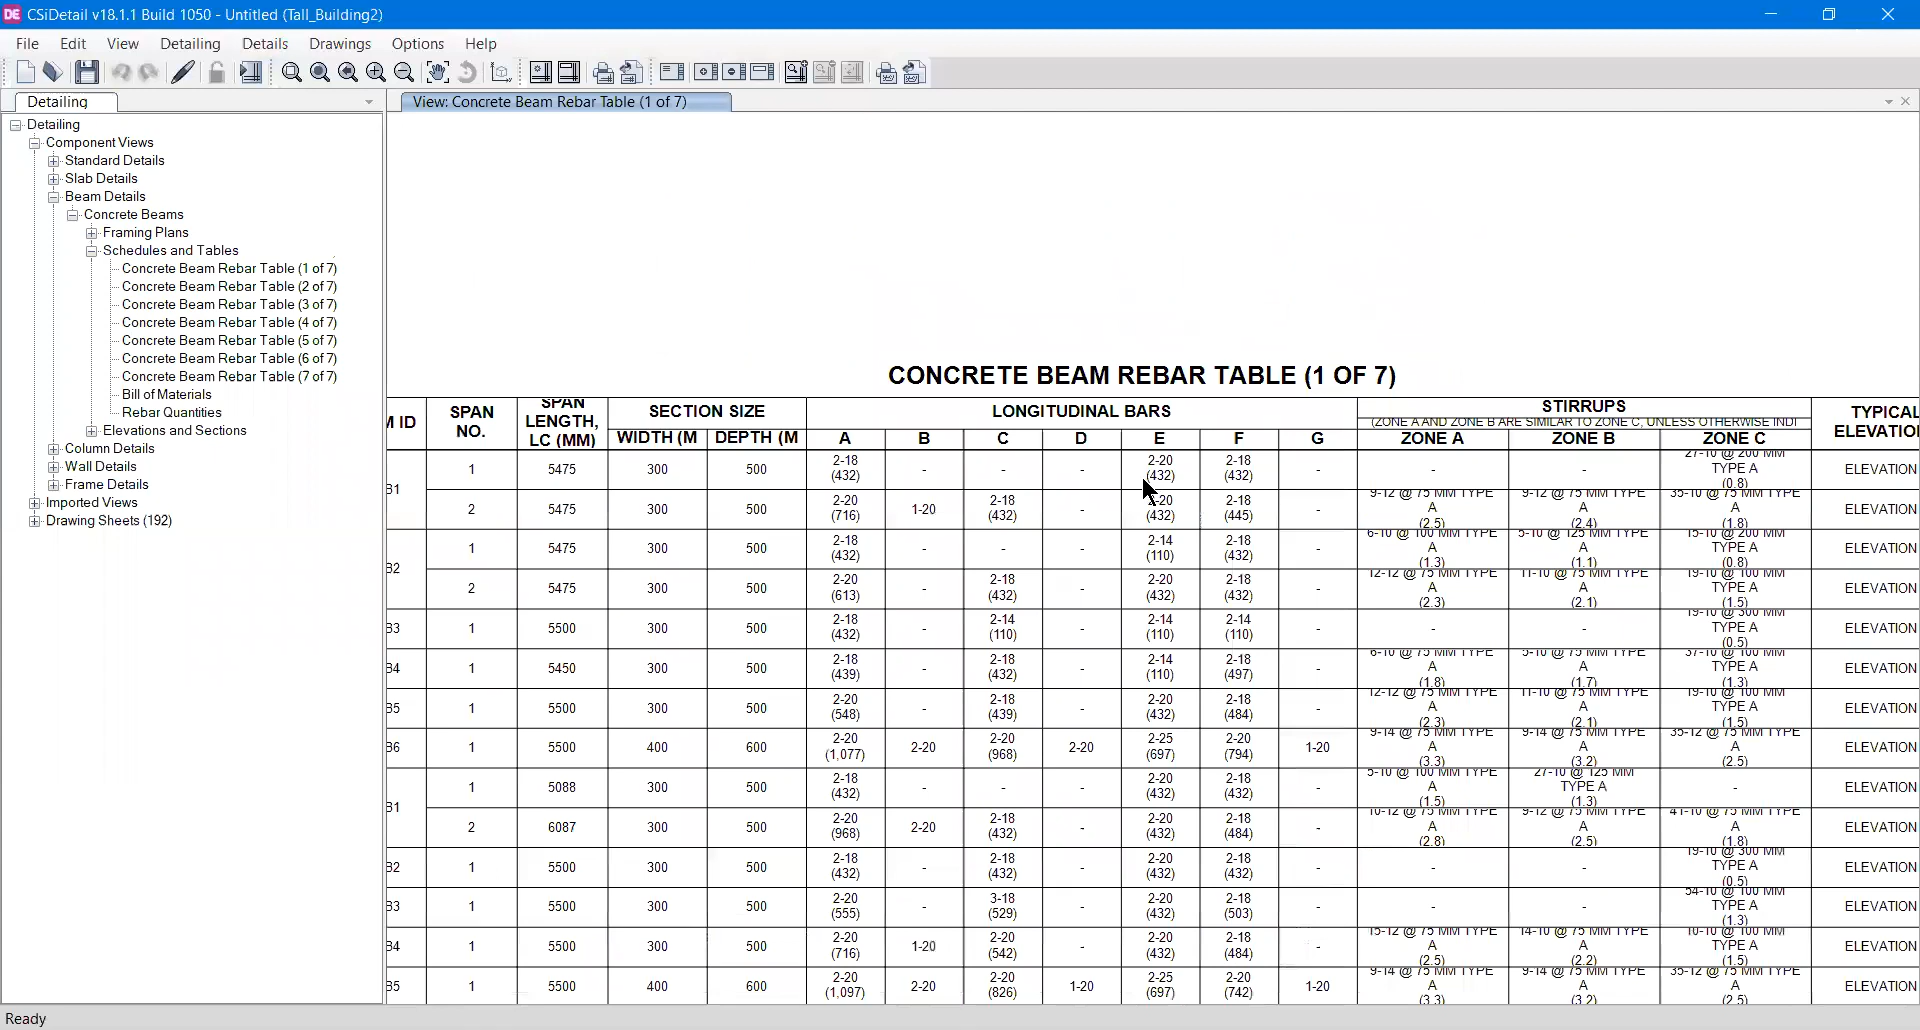 CSiDetail v18.1.1 Build 1050 - Untitled (Tall_Building2)
File Edit View Detailing Details Drawings Options Help
Detailing
View: Concrete Beam Rebar Table (1 of 7)
Detailing
Component Views
Standard Details
Slab Details
Beam Details
Concrete Beams
Framing Plans
Schedules and Tables
Concrete Beam Rebar Table (1 of 7)
Concrete Beam Rebar Table (2 of 7)
Concrete Beam Rebar Table (3 of 7)
Concrete Beam Rebar Table (4 of 7)
Concrete Beam Rebar Table (5 of 7)
Concrete Beam Rebar Table (6 of 7)
Concrete Beam Rebar Table (7 of 7)
Bill of Materials
Rebar Quantities
Elevations and Sections
Column Details
Wall Details
Frame Details
Imported Views
Drawing Sheets (192)
CONCRETE BEAM REBAR TABLE (1 OF 7)
ID SPAN NO. SPAN LENGTH, LC (MM) SECTION SIZE LONGITUDINAL BARS STIRRUPS TYPICAL
(ZONE A AND ZONE B ARE SIMILAR TO ZONE C, UNLESS OTHERWISE INDI
WIDTH (M DEPTH (M A B C D E F G ZONE A ZONE B ZONE C ELEVATIO
B1 1 5475 300 500 2-18 (432) - - - 2-20 (432) 2-18 (432) - - - 27-10 @ 200 MM TYPE A (0.8) ELEVATION
2 5475 300 500 2-20 (716) 1-20 2-18 (432) - 2-20 (432) 2-18 (445) - 9-12 @ 75 MM TYPE A (2.5) 9-12 @ 75 MM TYPE A (2.4) 35-10 @ 75 MM TYPE A (1.8) ELEVATION
B2 1 5475 300 500 2-18 (432) - - - 2-14 (110) 2-18 (432) - 6-10 @ 100 MM TYPE A (1.3) 5-10 @ 125 MM TYPE A (1.1) 15-10 @ 200 MM TYPE A (0.8) ELEVATION
2 5475 300 500 2-20 (613) - 2-18 (432) - 2-20 (432) 2-18 (432) - 12-12 @ 75 MM TYPE A (2.3) 11-10 @ 75 MM TYPE A (2.1) 19-10 @ 100 MM TYPE A (1.5) ELEVATION
B3 1 5500 300 500 2-18 (432) - 2-14 (110) - 2-14 (110) 2-14 (110) - - - 19-10 @ 300 MM TYPE A (0.5) ELEVATION
B4 1 5450 300 500 2-18 (439) - 2-18 (432) - 2-14 (110) 2-18 (497) - 6-10 @ 75 MM TYPE A (1.8) 5-10 @ 75 MM TYPE A (1.7) 37-10 @ 100 MM TYPE A (1.3) ELEVATION
B5 1 5500 300 500 2-20 (548) - 2-18 (439) - 2-20 (432) 2-18 (484) - 12-12 @ 75 MM TYPE A (2.3) 11-10 @ 75 MM TYPE A (2.1) 19-10 @ 100 MM TYPE A (1.5) ELEVATION
B6 1 5500 400 600 2-20 (1,077) 2-20 2-20 (968) 2-20 2-25 (697) 2-20 (794) 1-20 9-14 @ 75 MM TYPE A (3.3) 9-14 @ 75 MM TYPE A (3.2) 35-12 @ 75 MM TYPE A (2.5) ELEVATION
B1 1 5088 300 500 2-18 (432) - - - 2-20 (432) 2-18 (432) - 5-10 @ 100 MM TYPE A (1.5) 27-10 @ 125 MM TYPE A (1.3) - ELEVATION
2 6087 300 500 2-20 (968) 2-20 2-18 (432) - 2-20 (432) 2-18 (484) - 10-12 @ 75 MM TYPE A (2.8) 9-12 @ 75 MM TYPE A (2.5) 41-10 @ 75 MM TYPE A (1.8) ELEVATION
B2 1 5500 300 500 2-18 (432) - 2-18 (432) - 2-20 (432) 2-18 (432) - - - 19-10 @ 300 MM TYPE A (0.5) ELEVATION
B3 1 5500 300 500 2-20 (555) - 3-18 (529) - 2-20 (432) 2-18 (503) - - - 54-10 @ 100 MM TYPE A (1.3) ELEVATION
B4 1 5500 300 500 2-20 (716) 1-20 2-20 (542) - 2-20 (432) 2-18 (484) - 15-12 @ 75 MM TYPE A (2.5) 14-10 @ 75 MM TYPE A (2.2) 10-10 @ 100 MM TYPE A (1.5) ELEVATION
B5 1 5500 400 600 2-20 (1,097) 2-20 2-20 (826) 1-20 2-25 (697) 2-20 (742) 1-20 9-14 @ 75 MM TYPE A (3.3) 9-14 @ 75 MM TYPE A (3.2) 35-12 @ 75 MM TYPE A (2.5) ELEVATION
Ready